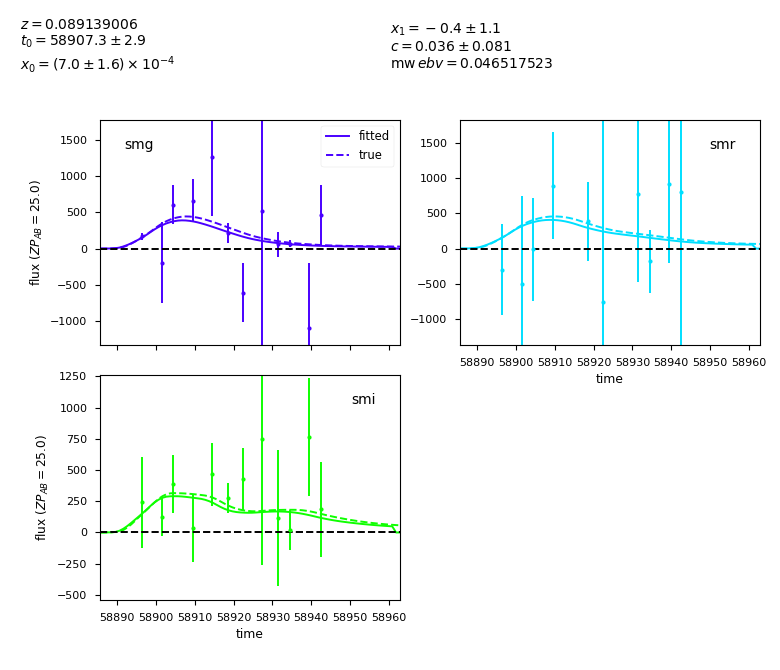 z = 0.089139006
t₀ = 58907.3 ± 2.9
x₀ = (7.0 ± 1.6) × 10⁻⁴
x₁ = −0.4 ± 1.1
c = 0.036 ± 0.081
mw ebv = 0.046517523
smg
fitted
true
1500
1000
500
0
−500
−1000
flux (ZP_AB = 25.0)
smr
1500
1000
500
0
−500
−1000
58890 58900 58910 58920 58930 58940 58950 58960
time
smi
1250
1000
750
500
250
0
−250
−500
flux (ZP_AB = 25.0)
58890 58900 58910 58920 58930 58940 58950 58960
time